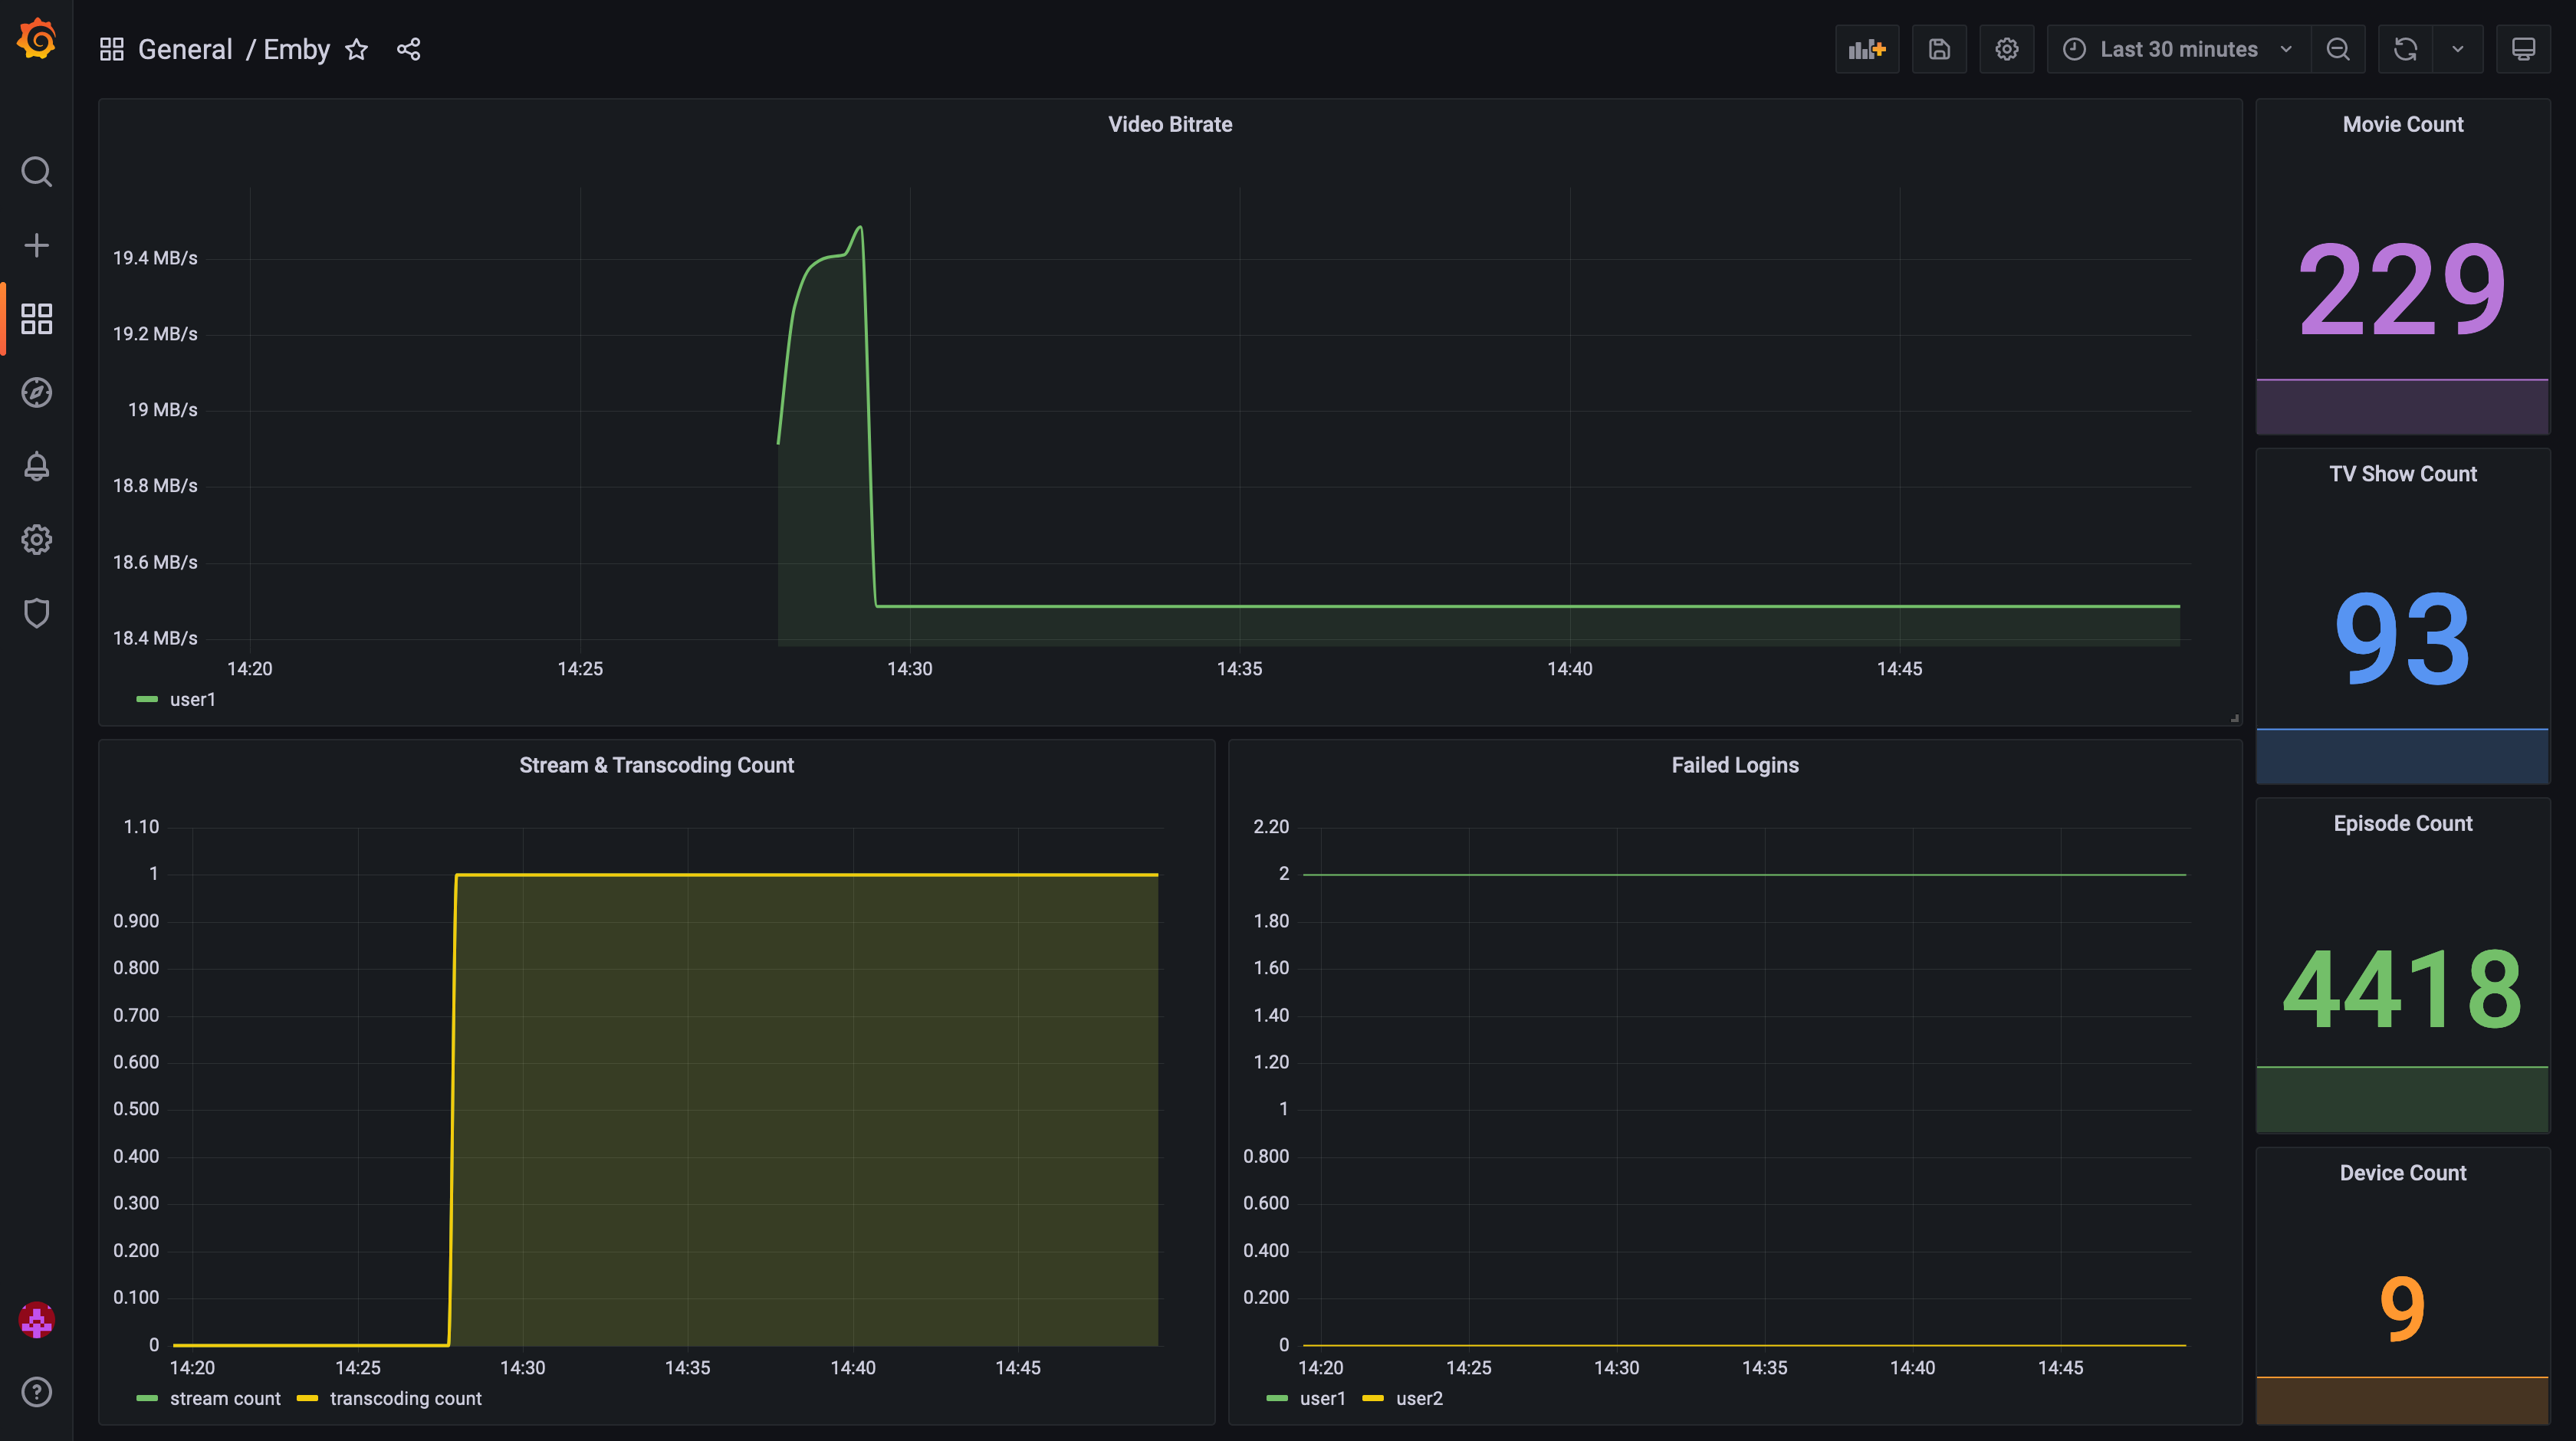 General / Emby
Last 30 minutes
Video Bitrate
19.4 MB/s
19.2 MB/s
19 MB/s
18.8 MB/s
18.6 MB/s
18.4 MB/s
14:20 14:25 14:30 14:35 14:40 14:45
user1
Movie Count
229
TV Show Count
93
Episode Count
4418
Device Count
9
Stream & Transcoding Count
1.10
1
0.900
0.800
0.700
0.600
0.500
0.400
0.300
0.200
0.100
0
14:20 14:25 14:30 14:35 14:40 14:45
stream count transcoding count
Failed Logins
2.20
2
1.80
1.60
1.40
1.20
1
0.800
0.600
0.400
0.200
0
14:20 14:25 14:30 14:35 14:40 14:45
user1 user2